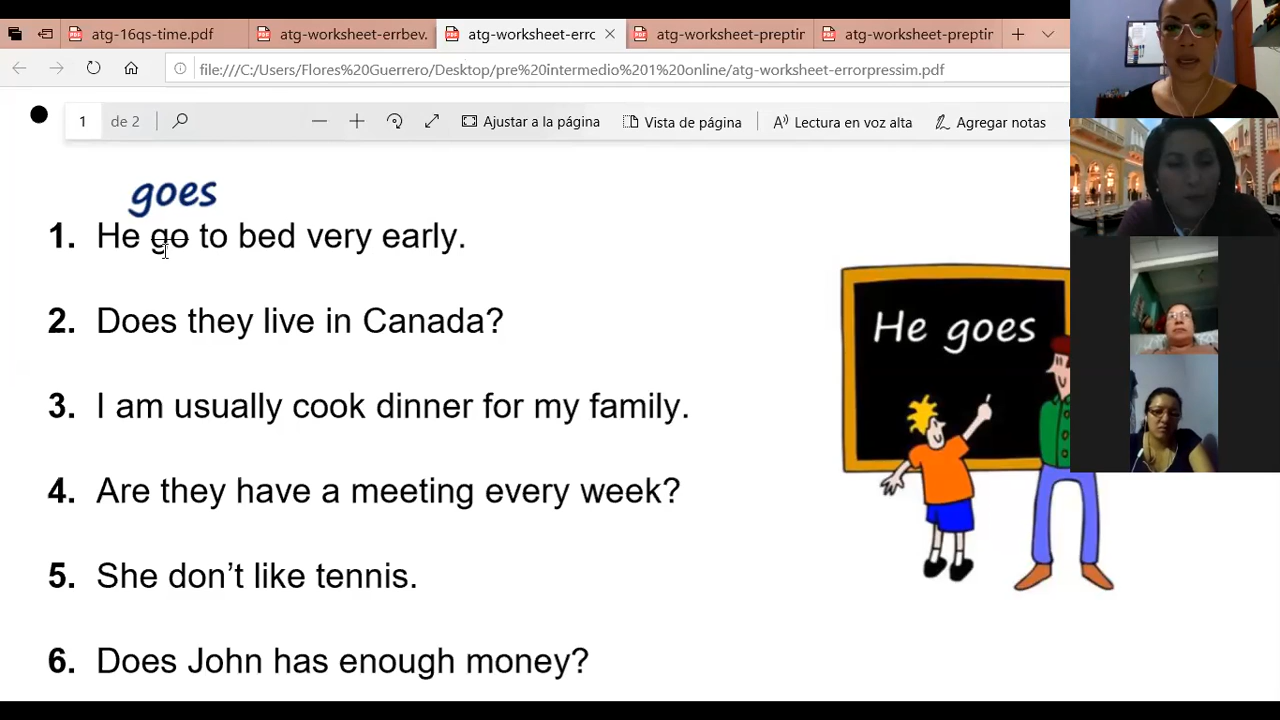 atg-16qs-time.pdf atg-worksheet-errbev atg-worksheet-errc atg-worksheet-preptir atg-vorksheet-preptir
file:///C:/Users/Flores%20Guerrero/Desktop/pre%20intermedio%201%20online/atg-worksheet-errorpressim.pdf
1 de 2 Ajustar a la página Vista de página Lectura en voz alta Agregar notas
goes
1. He go to bed very early.
2. Does they live in Canada?
He goes
3. I am usually cook dinner for my family.
4. Are they have a meeting every week?
5. She don't like tennis.
6. Does John has enough money?